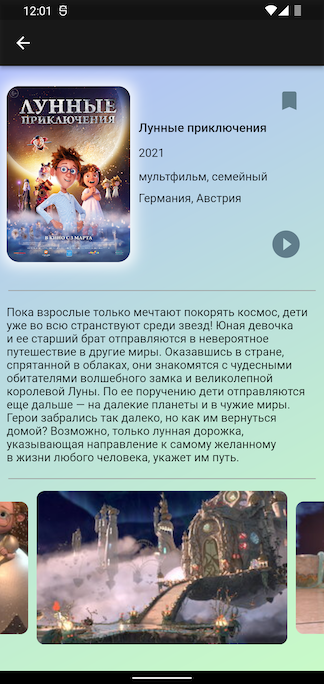 12:01
ЛУННЫЕ
ПРИКЛЮЧЕНИЯ
В КИНО С 3 МАРТА
Лунные приключения
2021
мультфильм, семейный
Германия, Австрия
Пока взрослые только мечтают покорять космос, дети
уже во всю странствуют среди звезд! Юная девочка
и ее старший брат отправляются в невероятное
путешествие в другие миры. Оказавшись в стране,
спрятанной в облаках, они знакомятся с чудесными
обитателями волшебного замка и великолепной
королевой Луны. По ее поручению дети отправляются
еще дальше — на далекие планеты и в чужие миры.
Герои забрались так далеко, но как им вернуться
домой? Возможно, только лунная дорожка,
указывающая направление к самому желанному
в жизни любого человека, укажет им путь.